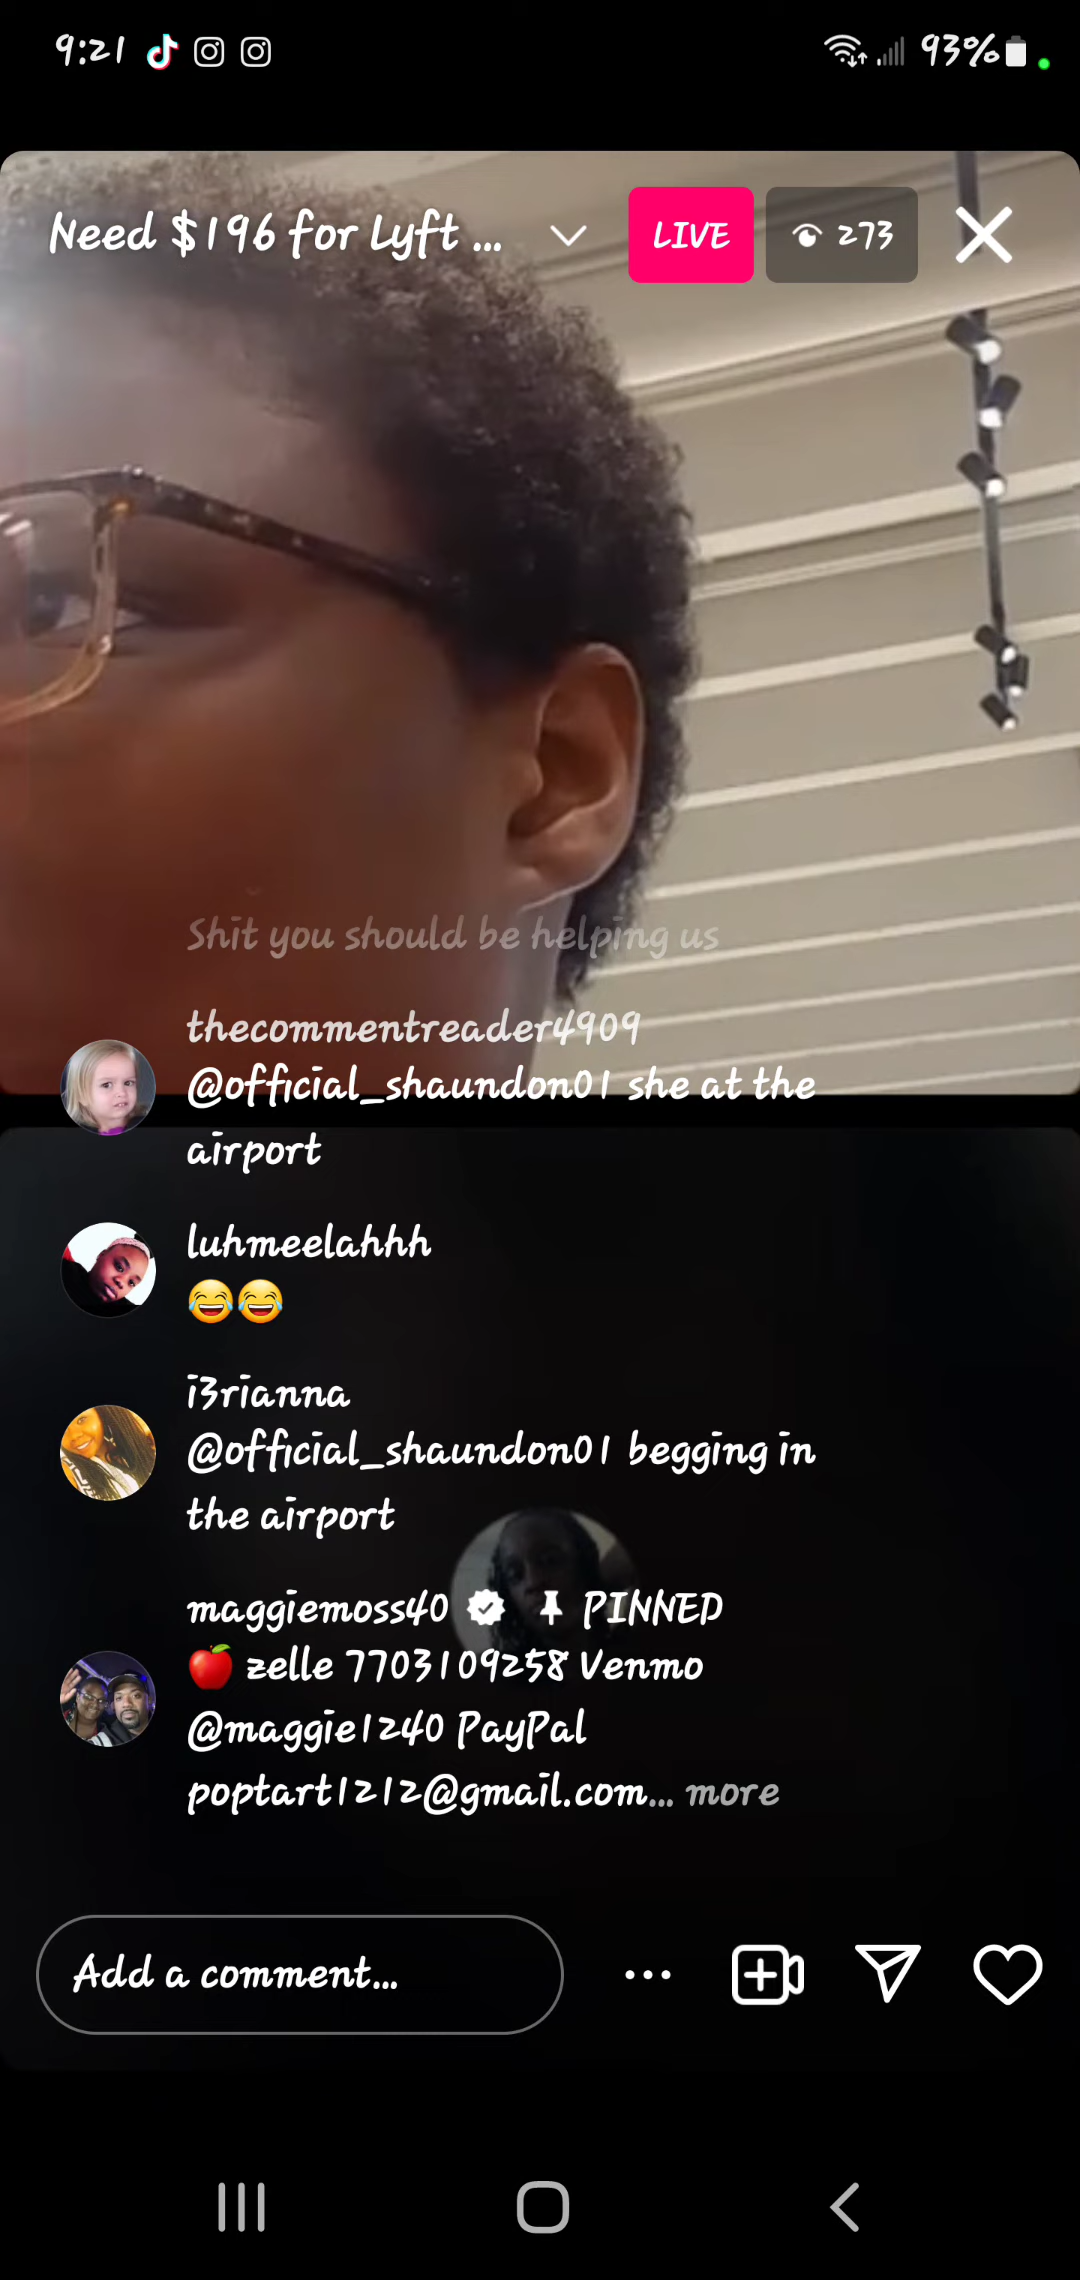 9:21
93%
Need $196 for Lyft ...
LIVE
273
Shit you should be helping us
thecommentreader4909
@official_shaundon01 she at the
airport
luhmeelahhh
😂😂
i3rianna
@official_shaundon01 begging in
the airport
maggiemoss40 PINNED
🍎 zelle 7703109258 Venmo
@maggie1240 PayPal
poptart1212@gmail.com... more
Add a comment...